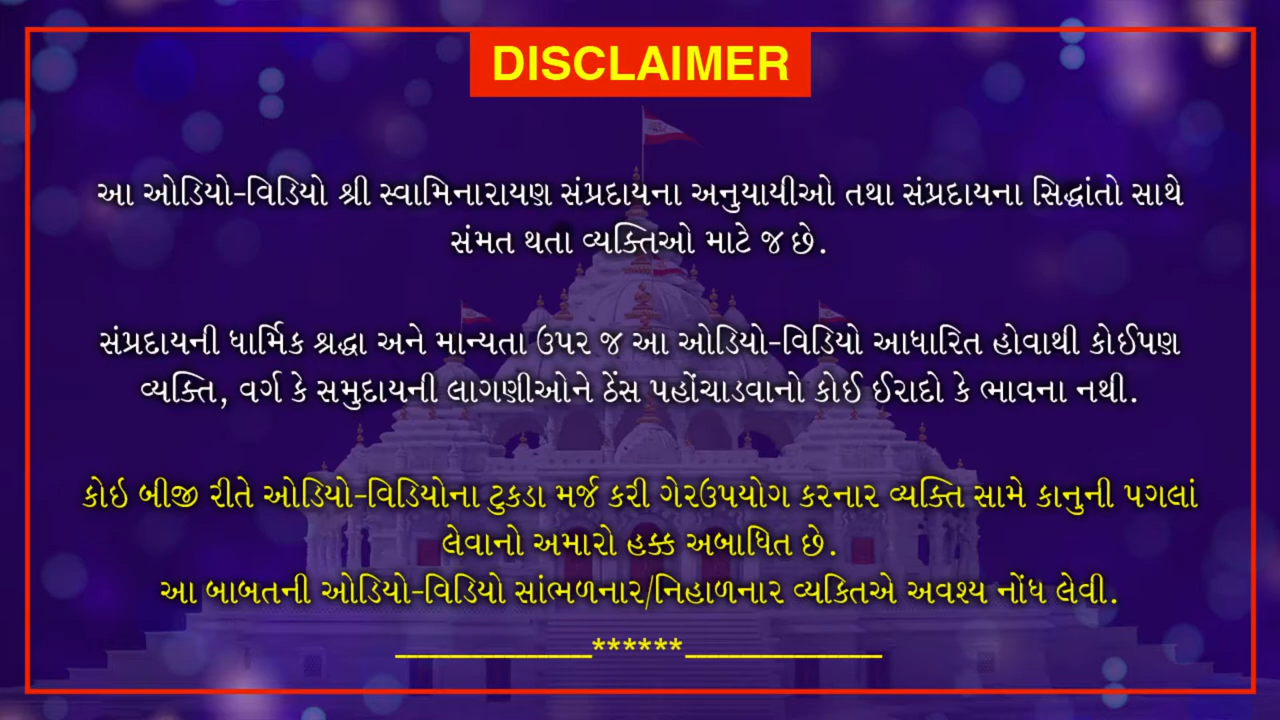 DISCLAIMER
આ ઓડિયો-વિડિયો શ્રી સ્વામિનારાયણ સંપ્રદાયના અનુયાયીઓ તથા સંપ્રદાયના સિદ્ધાંતો સાથે
સંમત થતા વ્યક્તિઓ માટે જ છે.
સંપ્રદાયની ધાર્મિક શ્રદ્ધા અને માન્યતા ઉપર જ આ ઓડિયો-વિડિયો આધારિત હોવાથી કોઈપણ
વ્યક્તિ, વર્ગ કે સમુદાયની લાગણીઓને ઠેંસ પહોંચાડવાનો કોઈ ઈરાદો કે ભાવના નથી.
કોઇ બીજી રીતે ઓડિયો-વિડિયોના ટુકડા મર્જ કરી ગેરઉપયોગ કરનાર વ્યક્તિ સામે કાનુની પગલાં
લેવાનો અમારો હક્ક અબાધિત છે.
આ બાબતની ઓડિયો-વિડિયો સાંભળનાર/નિહાળનાર વ્યકિતએ અવશ્ય નોંધ લેવી.
________________******________________